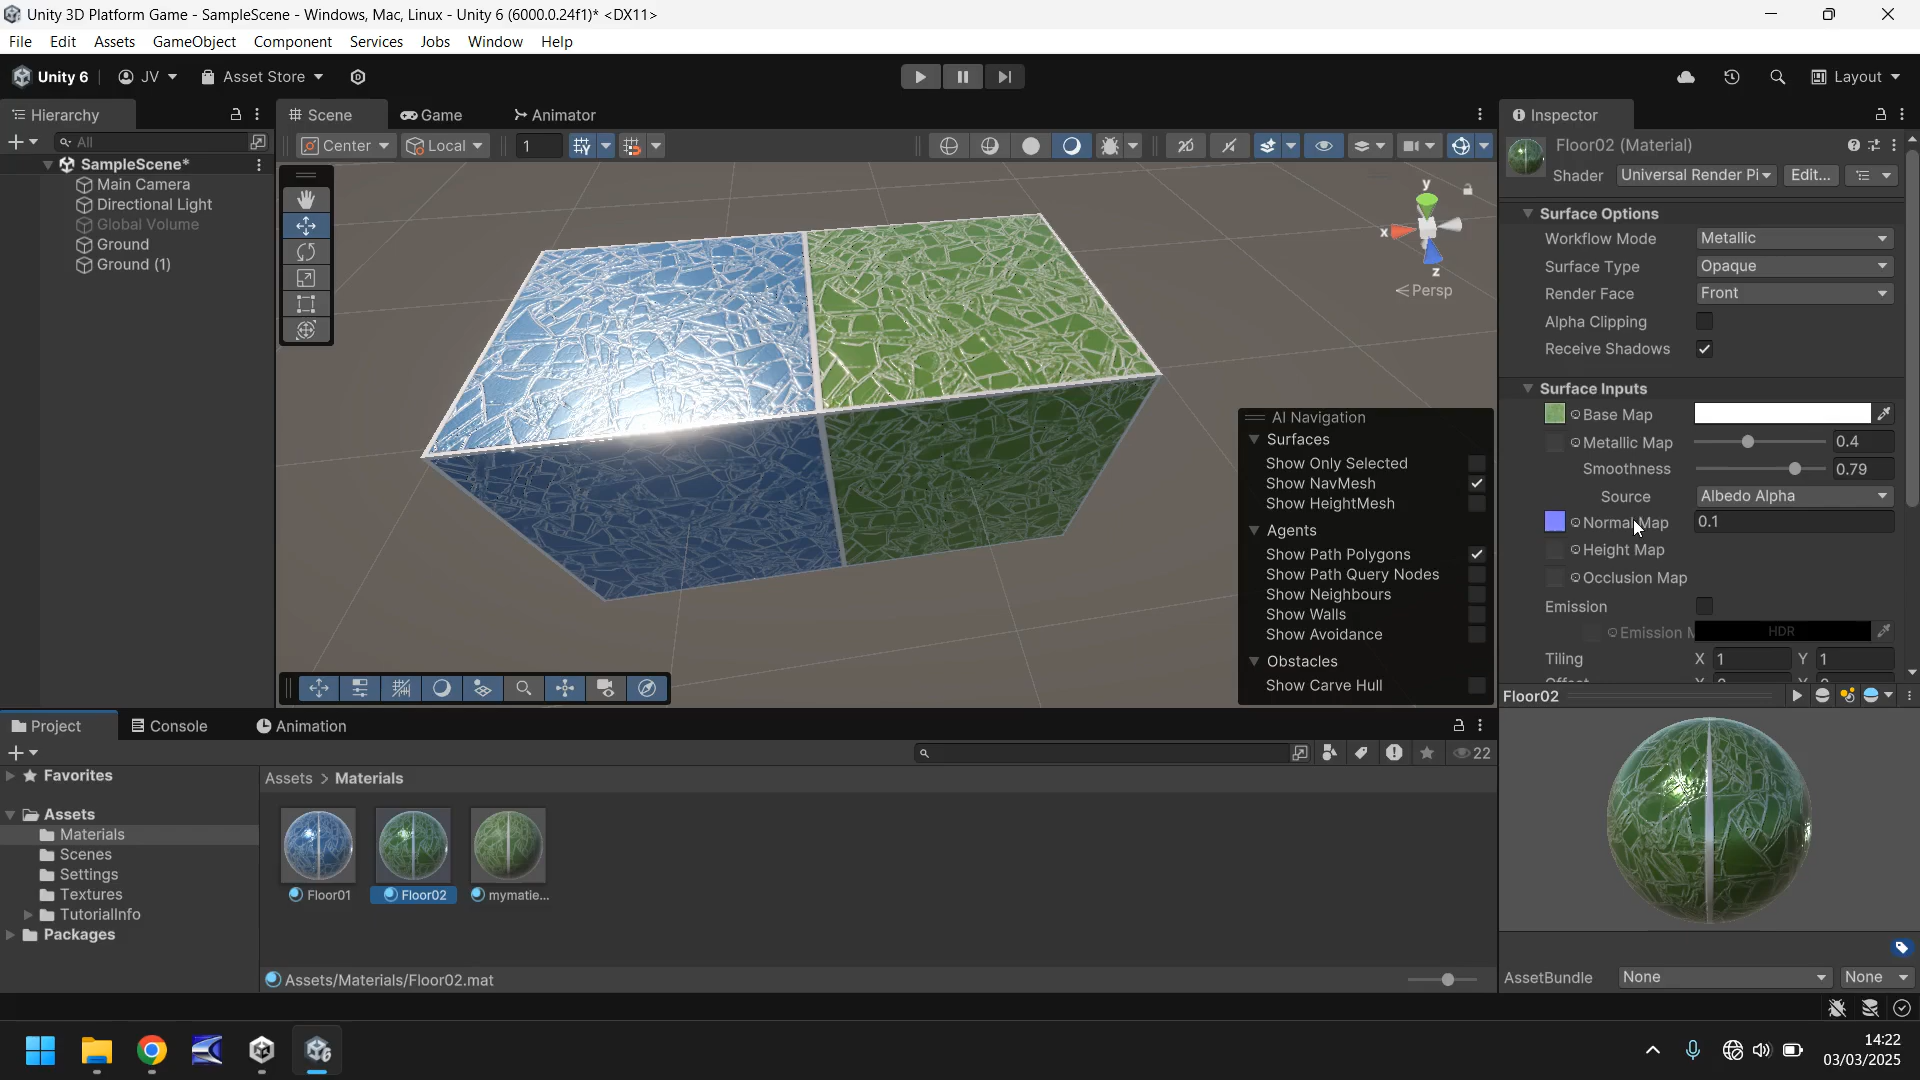 Unity 3D Platform Game - SampleScene - Windows, Mac, Linux - Unity 6 (6000.0.24f1)* <DX11>
File Edit Assets GameObject Component Services Jobs Window Help
Unity 6 JV Asset Store Layout
Hierarchy
All
SampleScene*
Main Camera
Directional Light
Global Volume
Ground
Ground (1)
Scene Game Animator
Center Local 1 2D
y
x
z
Persp
AI Navigation
Surfaces
Show Only Selected
Show NavMesh
Show HeightMesh
Agents
Show Path Polygons
Show Path Query Nodes
Show Neighbours
Show Walls
Show Avoidance
Obstacles
Show Carve Hull
Inspector
Floor02 (Material)
Shader Universal Render Pi Edit...
Surface Options
Workflow Mode Metallic
Surface Type Opaque
Render Face Front
Alpha Clipping
Receive Shadows
Surface Inputs
Base Map
Metallic Map 0.4
Smoothness 0.79
Source Albedo Alpha
Normal Map 0.1
Height Map
Occlusion Map
Emission
Emission M HDR
Tiling X 1 Y 1
Floor02
AssetBundle None None
Project Console Animation
22
Favorites
Assets
Materials
Scenes
Settings
Textures
TutorialInfo
Packages
Assets > Materials
Floor01 Floor02 mymatie...
Assets/Materials/Floor02.mat
14:22
03/03/2025